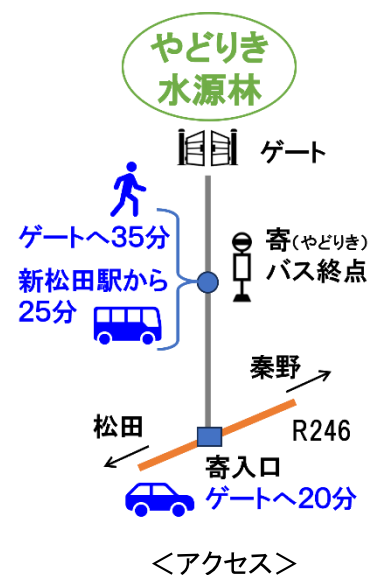 やどりき
水源林
ゲート
ゲートへ35分
寄(やどりき)
バス終点
新松田駅から
25分
秦野
松田
R246
寄入口
ゲートへ20分
＜アクセス＞